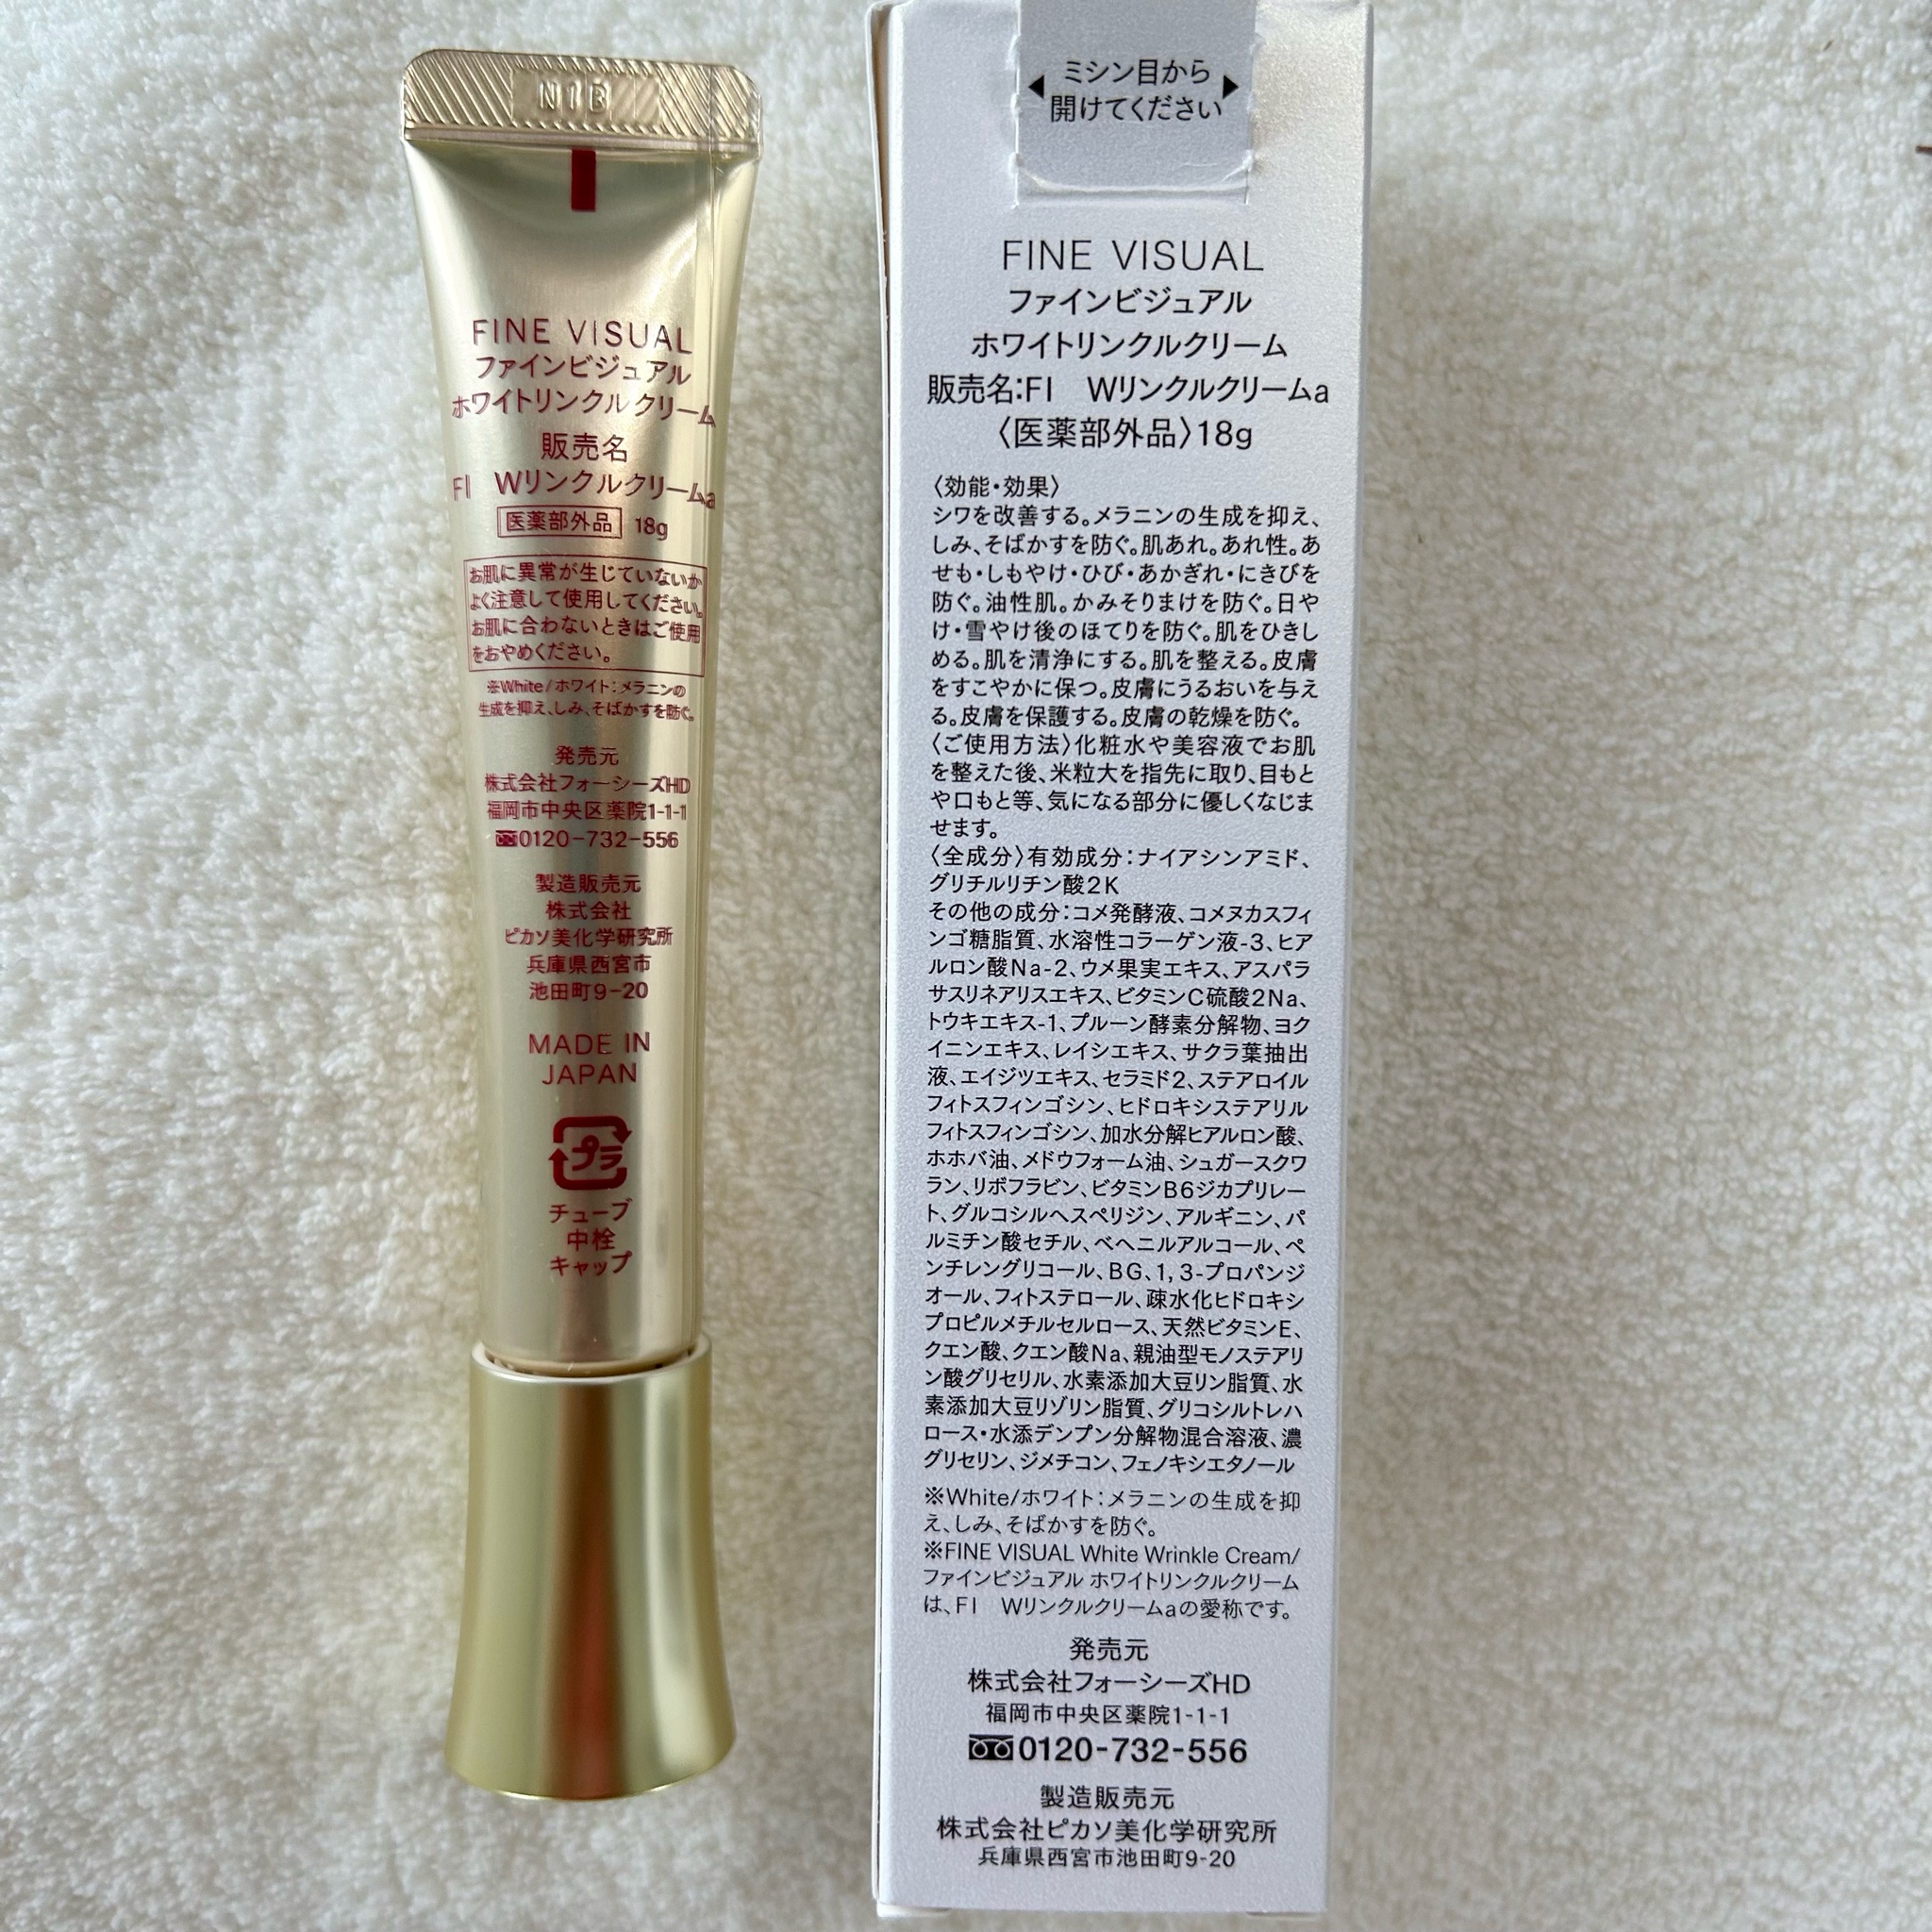 N1B
FINE VISUAL
ファインビジュアル
ホワイトリンクルクリーム
販売名
FI　Wリンクルクリームa
医薬部外品 18g
お肌に異常が生じていないか
よく注意して使用してください。
お肌に合わないときはご使用
をおやめください。
※White/ホワイト：メラニンの
生成を抑え、しみ、そばかすを防ぐ。
発売元
株式会社フォーシーズHD
福岡市中央区薬院1-1-1
0120-732-556
製造販売元
株式会社
ピカソ美化学研究所
兵庫県西宮市
池田町9-20
MADE IN
JAPAN
プラ
チューブ
中栓
キャップ
ミシン目から
開けてください
FINE VISUAL
ファインビジュアル
ホワイトリンクルクリーム
販売名：FI　Wリンクルクリームa
〈医薬部外品〉18g
〈効能・効果〉
シワを改善する。メラニンの生成を抑え、
しみ、そばかすを防ぐ。肌あれ。あれ性。あ
せも・しもやけ・ひび・あかぎれ・にきびを
防ぐ。油性肌。かみそりまけを防ぐ。日や
け・雪やけ後のほてりを防ぐ。肌をひきし
める。肌を清浄にする。肌を整える。皮膚
をすこやかに保つ。皮膚にうるおいを与え
る。皮膚を保護する。皮膚の乾燥を防ぐ。
〈ご使用方法〉化粧水や美容液でお肌
を整えた後、米粒大を指先に取り、目もと
や口もと等、気になる部分に優しくなじま
せます。
〈全成分〉有効成分：ナイアシンアミド、
グリチルリチン酸2K
その他の成分：コメ発酵液、コメヌカスフィ
ンゴ糖脂質、水溶性コラーゲン液-3、ヒア
ルロン酸Na-2、ウメ果実エキス、アスパラ
サスリネアリスエキス、ビタミンC硫酸2Na、
トウキエキス-1、プルーン酵素分解物、ヨク
イニンエキス、レイシエキス、サクラ葉抽出
液、エイジツエキス、セラミド2、ステアロイル
フィトスフィンゴシン、ヒドロキシステアリル
フィトスフィンゴシン、加水分解ヒアルロン酸、
ホホバ油、メドウフォーム油、シュガースクワ
ラン、リボフラビン、ビタミンB6ジカプリレー
ト、グルコシルヘスペリジン、アルギニン、パ
ルミチン酸セチル、ベヘニルアルコール、ペ
ンチレングリコール、BG、1,3-プロパンジ
オール、フィトステロール、疎水化ヒドロキシ
プロピルメチルセルロース、天然ビタミンE、
クエン酸、クエン酸Na、親油型モノステアリ
ン酸グリセリル、水素添加大豆リン脂質、水
素添加大豆リゾリン脂質、グリコシルトレハ
ロース・水添デンプン分解物混合溶液、濃
グリセリン、ジメチコン、フェノキシエタノール
※White/ホワイト：メラニンの生成を抑
え、しみ、そばかすを防ぐ。
※FINE VISUAL White Wrinkle Cream/
ファインビジュアル ホワイトリンクルクリーム
は、FI　Wリンクルクリームaの愛称です。
発売元
株式会社フォーシーズHD
福岡市中央区薬院1-1-1
0120-732-556
製造販売元
株式会社ピカソ美化学研究所
兵庫県西宮市池田町9-20